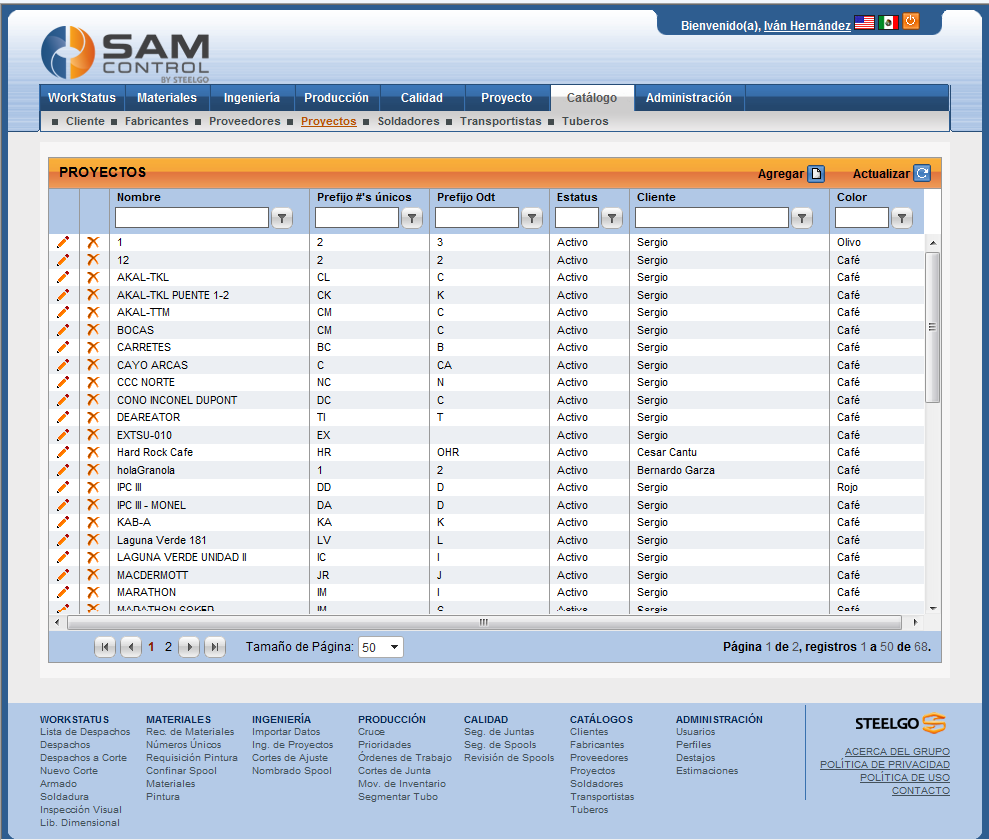 Bienvenido(a), Iván Hernández
SAM
CONTROL
BY STEELGO
WorkStatus Materiales Ingeniería Producción Calidad Proyecto Catálogo Administración
Cliente Fabricantes Proveedores Proyectos Soldadores Transportistas Tuberos
PROYECTOS Agregar Actualizar
Nombre Prefijo #'s únicos Prefijo Odt Estatus Cliente Color
1 2 3 Activo Sergio Olivo
12 2 2 Activo Sergio Café
AKAL-TKL CL C Activo Sergio Café
AKAL-TKL PUENTE 1-2 CK K Activo Sergio Café
AKAL-TTM CM C Activo Sergio Café
BOCAS CM C Activo Sergio Café
CARRETES BC B Activo Sergio Café
CAYO ARCAS C CA Activo Sergio Café
CCC NORTE NC N Activo Sergio Café
CONO INCONEL DUPONT DC C Activo Sergio Café
DEAREATOR TI T Activo Sergio Café
EXTSU-010 EX Activo Sergio Café
Hard Rock Cafe HR OHR Activo Cesar Cantu Café
holaGranola 1 2 Activo Bernardo Garza Café
IPC III DD D Activo Sergio Rojo
IPC III - MONEL DA D Activo Sergio Café
KAB-A KA K Activo Sergio Café
Laguna Verde 181 LV L Activo Sergio Café
LAGUNA VERDE UNIDAD II IC I Activo Sergio Café
MACDERMOTT JR J Activo Sergio Café
MARATHON IM I Activo Sergio Café
MARATHON COKER IM C Activo Sergio Café
1 2 Tamaño de Página: 50 Página 1 de 2, registros 1 a 50 de 68.
WORKSTATUS MATERIALES INGENIERÍA PRODUCCIÓN CALIDAD CATÁLOGOS ADMINISTRACIÓN
Lista de Despachos Rec. de Materiales Importar Datos Cruce Seg. de Juntas Clientes Usuarios
Despachos Números Únicos Ing. de Proyectos Prioridades Seg. de Spools Fabricantes Perfiles
Despachos a Corte Requisición Pintura Cortes de Ajuste Órdenes de Trabajo Revisión de Spools Proveedores Destajos
Nuevo Corte Confinar Spool Nombrado Spool Cortes de Junta Proyectos Estimaciones
Armado Materiales Mov. de Inventario Soldadores
Soldadura Pintura Segmentar Tubo Transportistas
Inspección Visual Tuberos
Lib. Dimensional
STEELGO
ACERCA DEL GRUPO
POLÍTICA DE PRIVACIDAD
POLÍTICA DE USO
CONTACTO